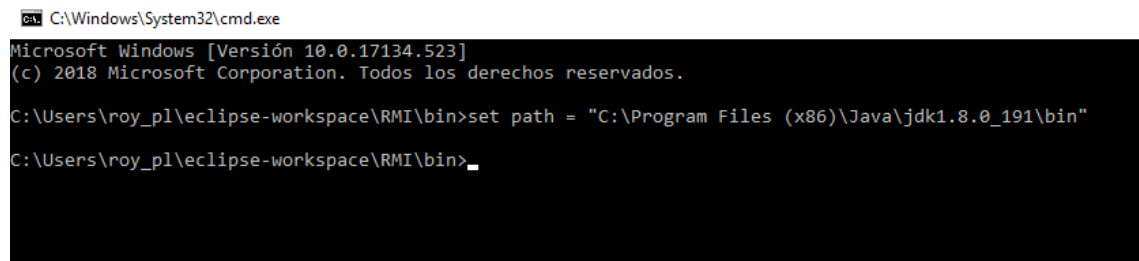 C:\Windows\System32\cmd.exe
Microsoft Windows [Versión 10.0.17134.523]
(c) 2018 Microsoft Corporation. Todos los derechos reservados.
C:\Users\roy_pl\eclipse-workspace\RMI\bin>set path = "C:\Program Files (x86)\Java\jdk1.8.0_191\bin"
C:\Users\roy_pl\eclipse-workspace\RMI\bin>